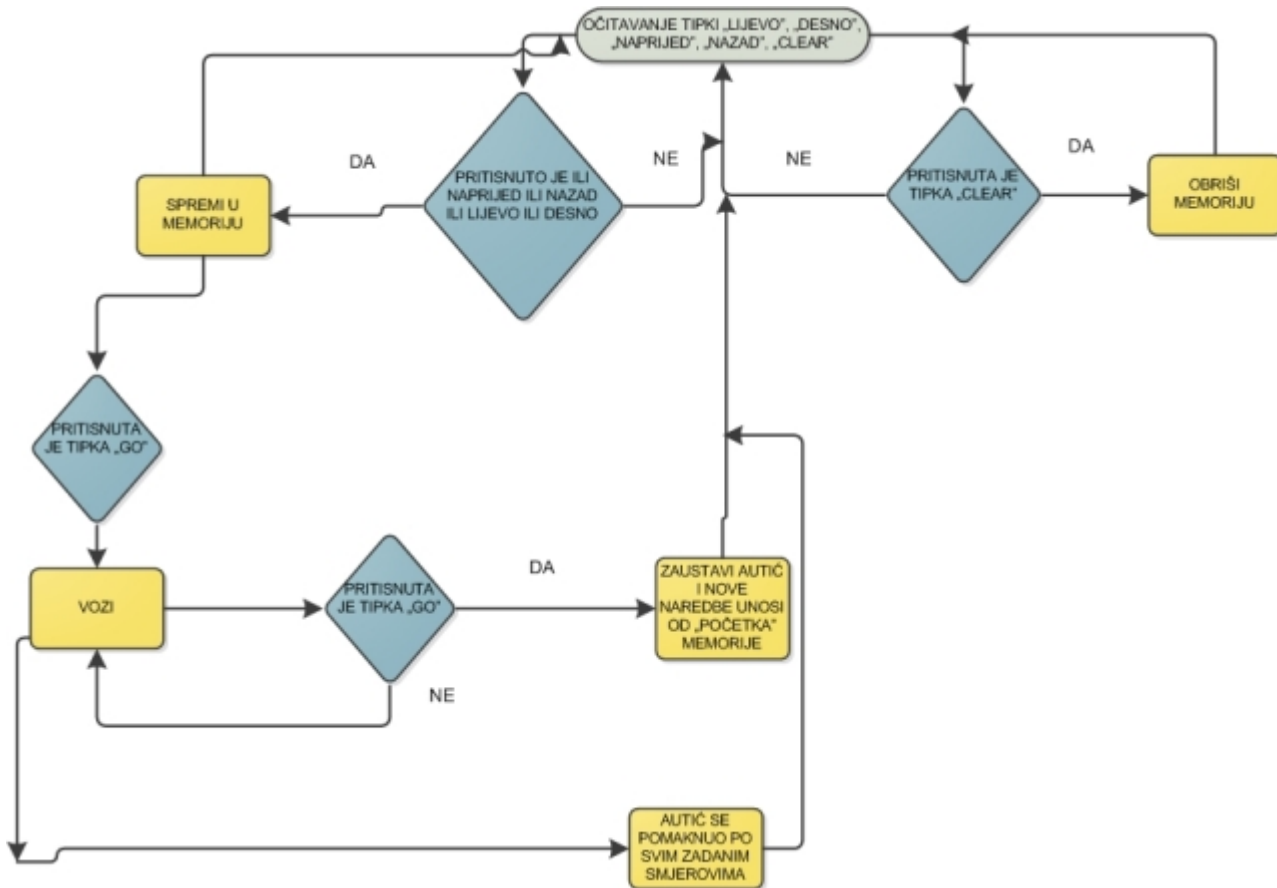 OČITAVANJE TIPKI „LIJEVO”, „DESNO”,
„NAPRIJED”, „NAZAD”, „CLEAR”
DA
PRITISNUTO JE ILI
NAPRIJED ILI NAZAD
ILI LIJEVO ILI DESNO
NE
NE
PRITISNUTA JE
TIPKA „CLEAR”
DA
OBRIŠI
MEMORIJU
SPREMI U
MEMORIJU
PRITISNUTA
JE TIPKA „GO”
VOZI
PRITISNUTA
JE TIPKA „GO”
DA
NE
ZAUSTAVI AUTIĆ
I NOVE
NAREDBE UNOSI
OD „POČETKA”
MEMORIJE
AUTIĆ SE
POMAKNUO PO
SVIM ZADANIM
SMJEROVIMA